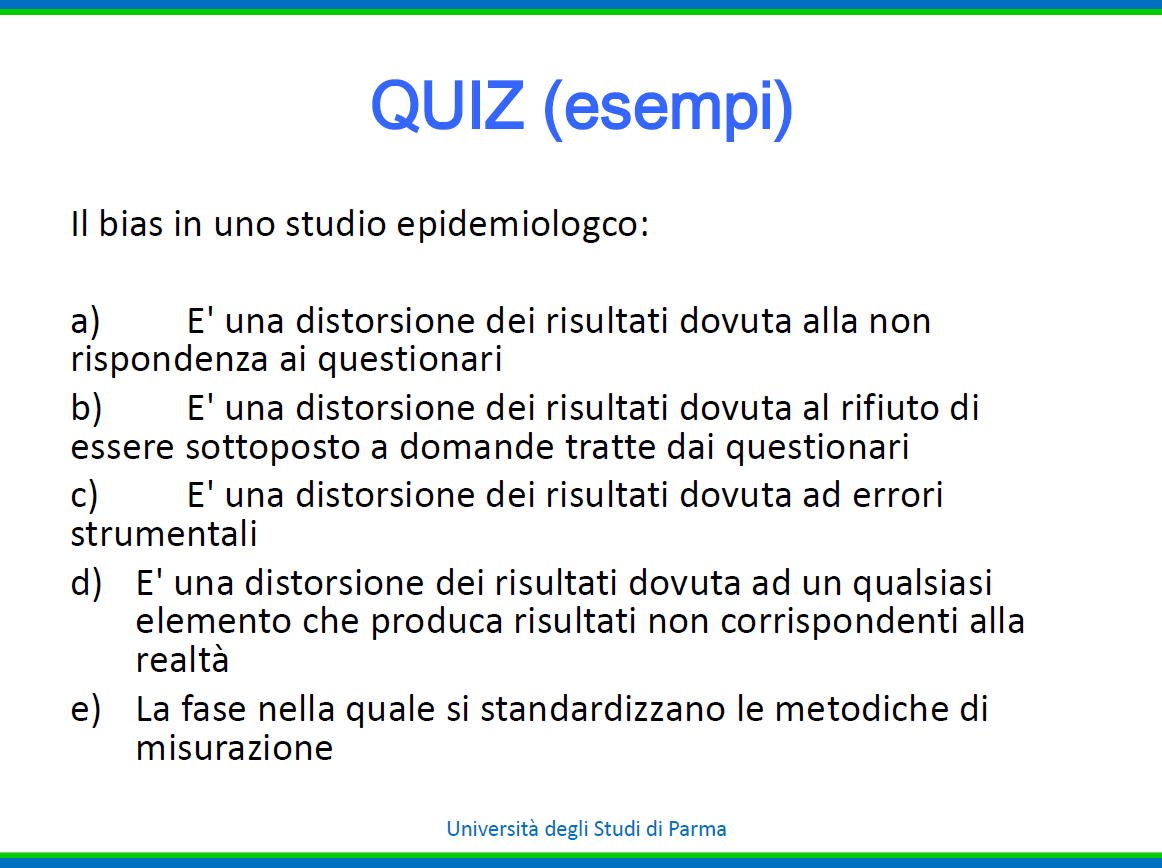 QUIZ (esempi)
Il bias in uno studio epidemiologco:
a) E' una distorsione dei risultati dovuta alla non
rispondenza ai questionari
b) E' una distorsione dei risultati dovuta al rifiuto di
essere sottoposto a domande tratte dai questionari
c) E' una distorsione dei risultati dovuta ad errori
strumentali
d) E' una distorsione dei risultati dovuta ad un qualsiasi
elemento che produca risultati non corrispondenti alla
realtà
e) La fase nella quale si standardizzano le metodiche di
misurazione
Università degli Studi di Parma